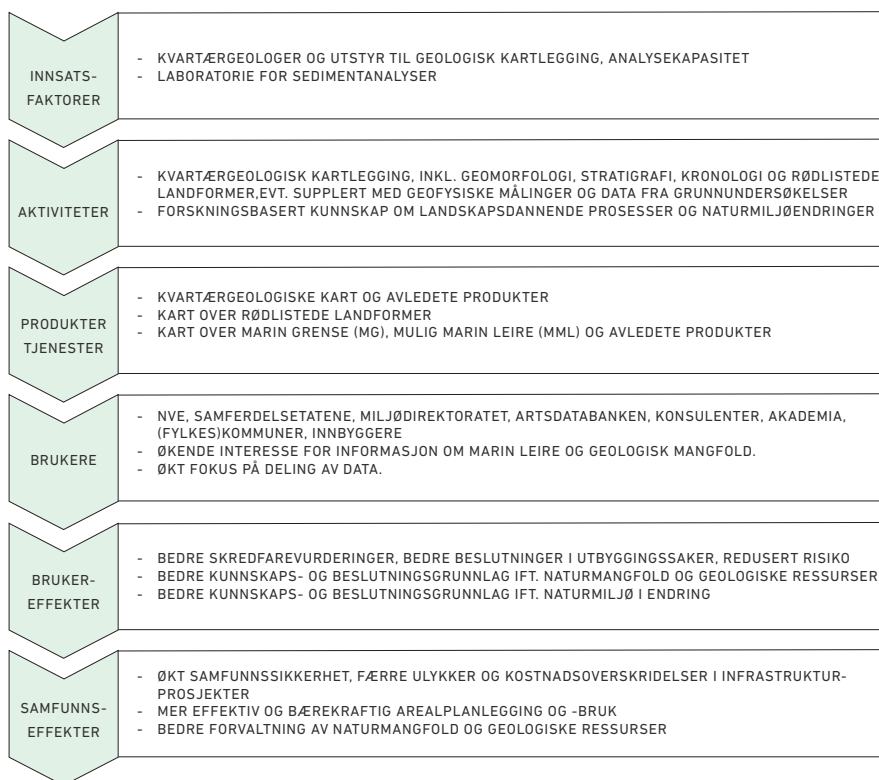 INNSATS-
FAKTORER
- KVARTÆRGEOLOGER OG UTSTYR TIL GEOLOGISK KARTLEGGING, ANALYSEKAPASITET
- LABORATORIE FOR SEDIMENTANALYSER
AKTIVITETER
- KVARTÆRGEOLOGISK KARTLEGGING, INKL. GEOMORFOLOGI, STRATIGRAFI, KRONOLOGI OG RØDLISTEDE
LANDFORMER,EVT. SUPPLERT MED GEOFYSISKE MÅLINGER OG DATA FRA GRUNNUNDERSØKELSER
- FORSKNINGSBASERT KUNNSKAP OM LANDSKAPSDANNENDE PROSESSER OG NATURMILJØENDRINGER
PRODUKTER
TJENESTER
- KVARTÆRGEOLOGISKE KART OG AVLEDETE PRODUKTER
- KART OVER RØDLISTEDE LANDFORMER
- KART OVER MARIN GRENSE (MG), MULIG MARIN LEIRE (MML) OG AVLEDETE PRODUKTER
BRUKERE
- NVE, SAMFERDELSETATENE, MILJØDIREKTORATET, ARTSDATABANKEN, KONSULENTER, AKADEMIA,
(FYLKES)KOMMUNER, INNBYGGERE
- ØKENDE INTERESSE FOR INFORMASJON OM MARIN LEIRE OG GEOLOGISK MANGFOLD.
- ØKT FOKUS PÅ DELING AV DATA.
BRUKER-
EFFEKTER
- BEDRE SKREDFAREVURDERINGER, BEDRE BESLUTNINGER I UTBYGGINGSSAKER, REDUSERT RISIKO
- BEDRE KUNNSKAPS- OG BESLUTNINGSGRUNNLAG IFT. NATURMANGFOLD OG GEOLOGISKE RESSURSER
- BEDRE KUNNSKAPS- OG BESLUTNINGSGRUNNLAG IFT. NATURMILJØ I ENDRING
SAMFUNNS-
EFFEKTER
- ØKT SAMFUNNSSIKKERHET, FÆRRE ULYKKER OG KOSTNADSOVERSKRIDELSER I INFRASTRUKTUR-
PROSJEKTER
- MER EFFEKTIV OG BÆREKRAFTIG AREALPLANLEGGING OG -BRUK
- BEDRE FORVALTNING AV NATURMANGFOLD OG GEOLOGISKE RESSURSER